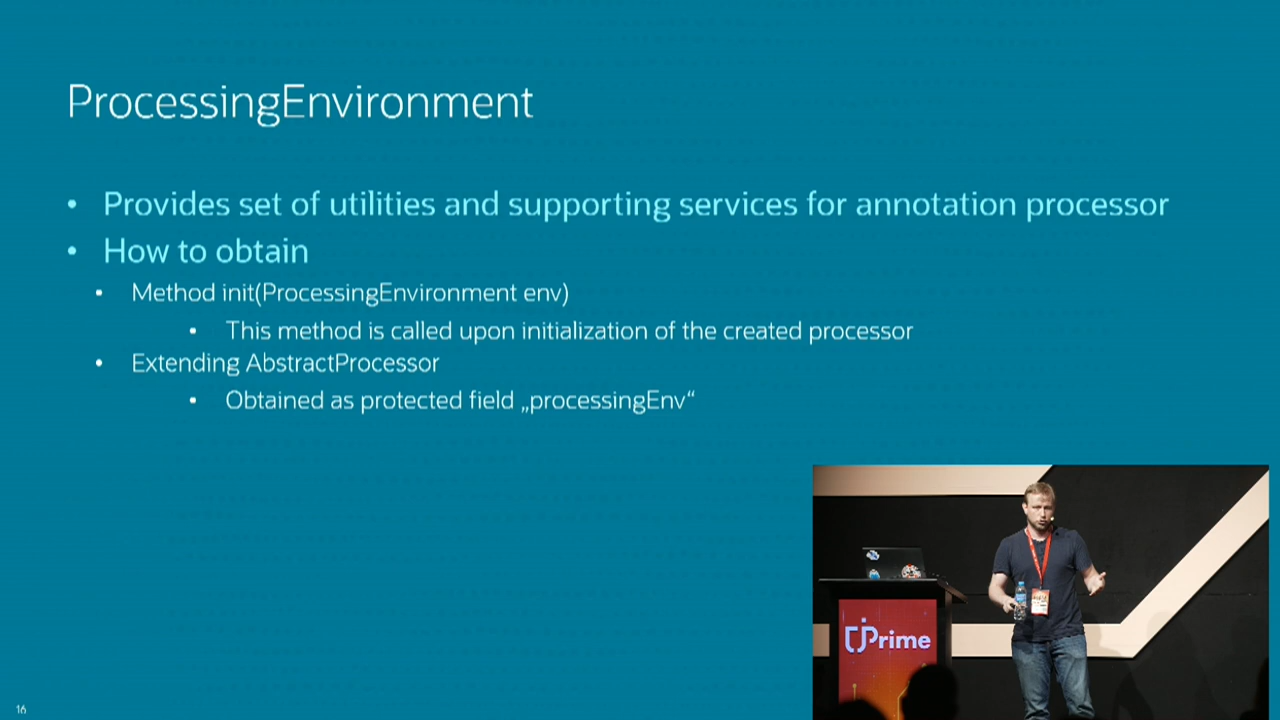 ProcessingEnvironment
• Provides set of utilities and supporting services for annotation processor
• How to obtain
• Method init(ProcessingEnvironment env)
• This method is called upon initialization of the created processor
• Extending AbstractProcessor
• Obtained as protected field „processingEnv“
jPrime
16